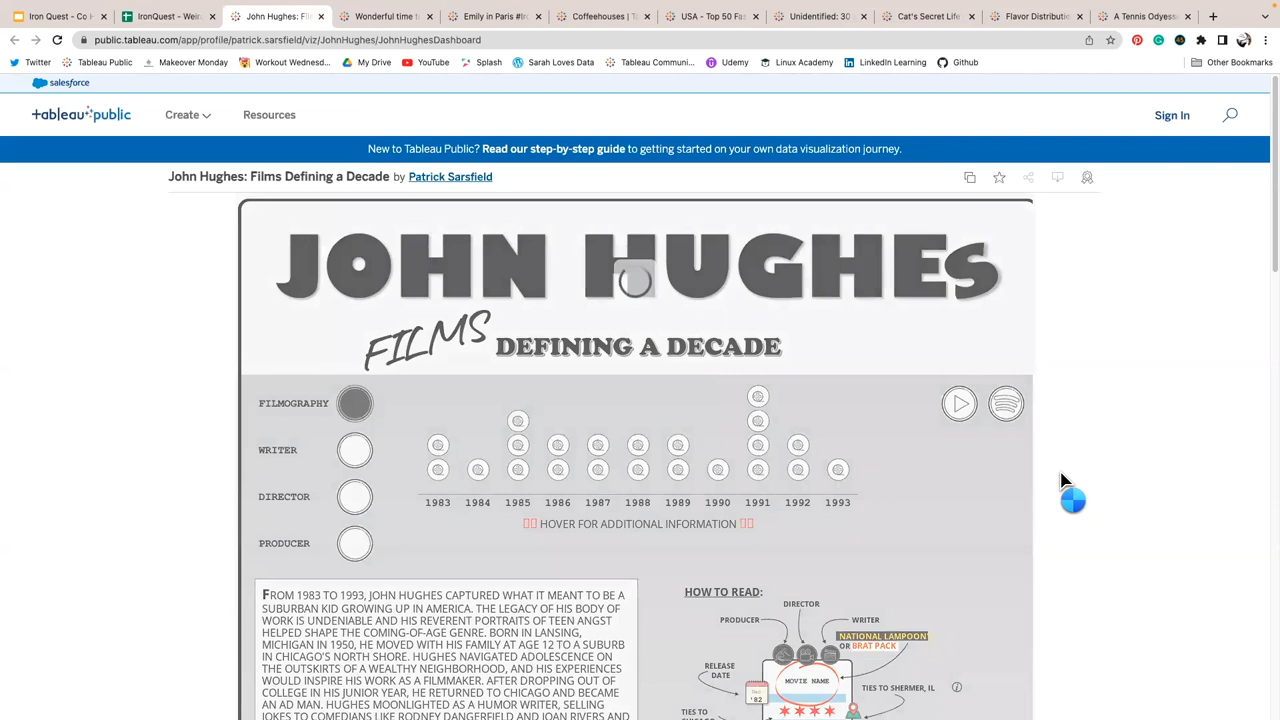 Iron Quest - Co H
IronQuest - Weird
John Hughes: Film
Wonderful time t
Emily in Paris #Iro
Coffeehouses | Ta
USA - Top 50 Fas
Unidentified: 30 
Cat's Secret Life
Flavor Distributio
A Tennis Odysse
public.tableau.com/app/profile/patrick.sarsfield/viz/JohnHughes/JohnHughesDashboard
Twitter
Tableau Public
Makeover Monday
Workout Wednesd...
My Drive
YouTube
Splash
Sarah Loves Data
Tableau Communi...
Udemy
Linux Academy
LinkedIn Learning
Github
Other Bookmarks
salesforce
+ableau public
Create
Resources
Sign In
New to Tableau Public? Read our step-by-step guide to getting started on your own data visualization journey.
John Hughes: Films Defining a Decade by Patrick Sarsfield
JOHN HUGHES
FILMS DEFINING A DECADE
FILMOGRAPHY
WRITER
DIRECTOR
PRODUCER
1983 1984 1985 1986 1987 1988 1989 1990 1991 1992 1993
HOVER FOR ADDITIONAL INFORMATION
FROM 1983 TO 1993, JOHN HUGHES CAPTURED WHAT IT MEANT TO BE A
SUBURBAN KID GROWING UP IN AMERICA. THE LEGACY OF HIS BODY OF
WORK IS UNDENIABLE AND HIS REVERENT PORTRAITS OF TEEN ANGST
HELPED SHAPE THE COMING-OF-AGE GENRE. BORN IN LANSING,
MICHIGAN IN 1950, HE MOVED WITH HIS FAMILY AT AGE 12 TO A SUBURB
IN CHICAGO'S NORTH SHORE. HUGHES NAVIGATED ADOLESCENCE ON
THE OUTSKIRTS OF A WEALTHY NEIGHBORHOOD, AND HIS EXPERIENCES
WOULD INSPIRE HIS WORK AS A FILMMAKER. AFTER DROPPING OUT OF
COLLEGE IN HIS JUNIOR YEAR, HE RETURNED TO CHICAGO AND BECAME
AN AD MAN. HUGHES MOONLIGHTED AS A HUMOR WRITER, SELLING
JOKES TO COMEDIANS LIKE RODNEY DANGERFIELD AND JOAN RIVERS AND
HOW TO READ:
DIRECTOR
PRODUCER
WRITER
NATIONAL LAMPOON
OR BRAT PACK
RELEASE
DATE
'82
MOVIE NAME
TIES TO SHERMER, IL
TIES TO